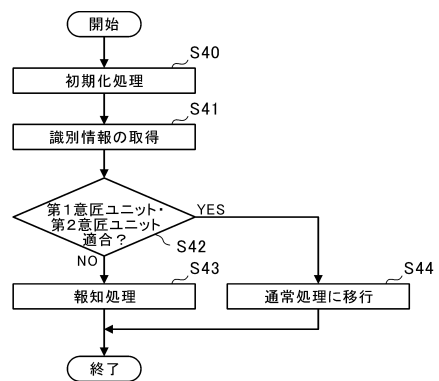 開始
S40
初期化処理
S41
識別情報の取得
第1意匠ユニット・
第2意匠ユニット
適合？
YES
S42
NO
S43
報知処理
S44
通常処理に移行
終了